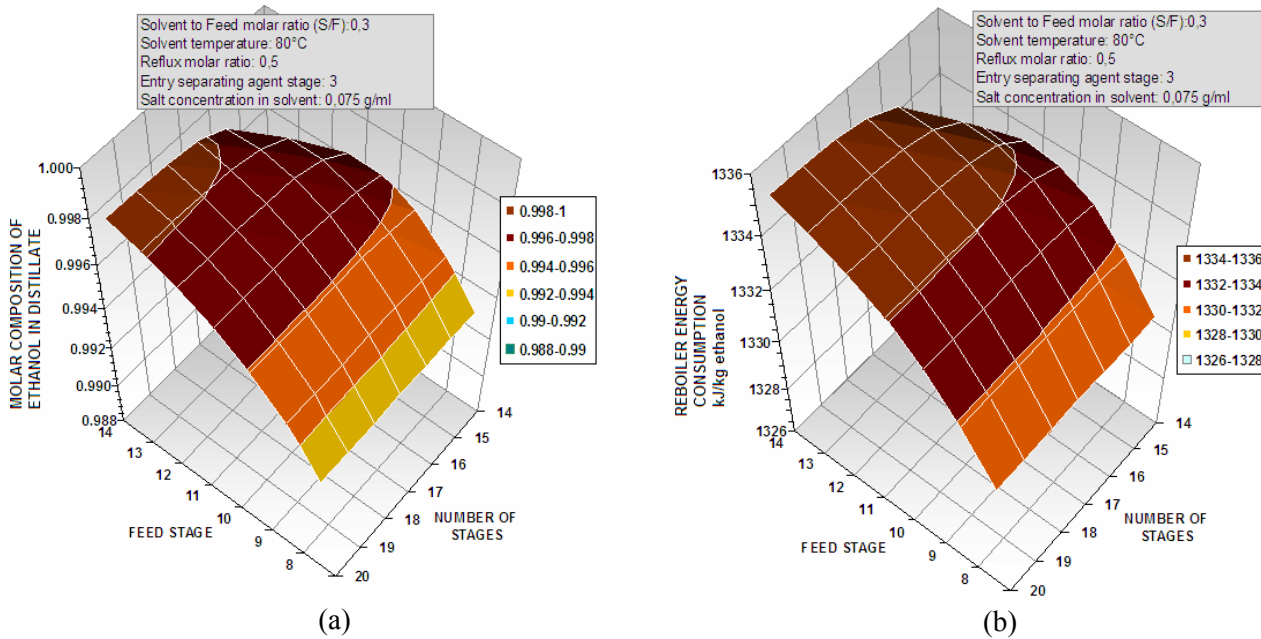 Solvent to Feed molar ratio (S/F):0,3
Solvent temperature: 80°C
Reflux molar ratio: 0,5
Entry separating agent stage: 3
Salt concentration in solvent: 0,075 g/ml
MOLAR COMPOSITION OF
ETHANOL IN DISTILLATE
1.000
0.998
0.996
0.994
0.992
0.990
0.988
14
13
12
11
10
9
8
FEED STAGE
14
15
16
17
18
19
20
NUMBER OF
STAGES
0.998-1
0.996-0.998
0.994-0.996
0.992-0.994
0.99-0.992
0.988-0.99
(a)
Solvent to Feed molar ratio (S/F):0,3
Solvent temperature: 80°C
Reflux molar ratio: 0,5
Entry separating agent stage: 3
Salt concentration in solvent: 0,075 g/ml
REBOILER ENERGY
CONSUMPTION
kJ/kg ethanol
1336
1334
1332
1330
1328
1326
14
13
12
11
10
9
8
FEED STAGE
14
15
16
17
18
19
20
NUMBER OF
STAGES
1334-1336
1332-1334
1330-1332
1328-1330
1326-1328
(b)